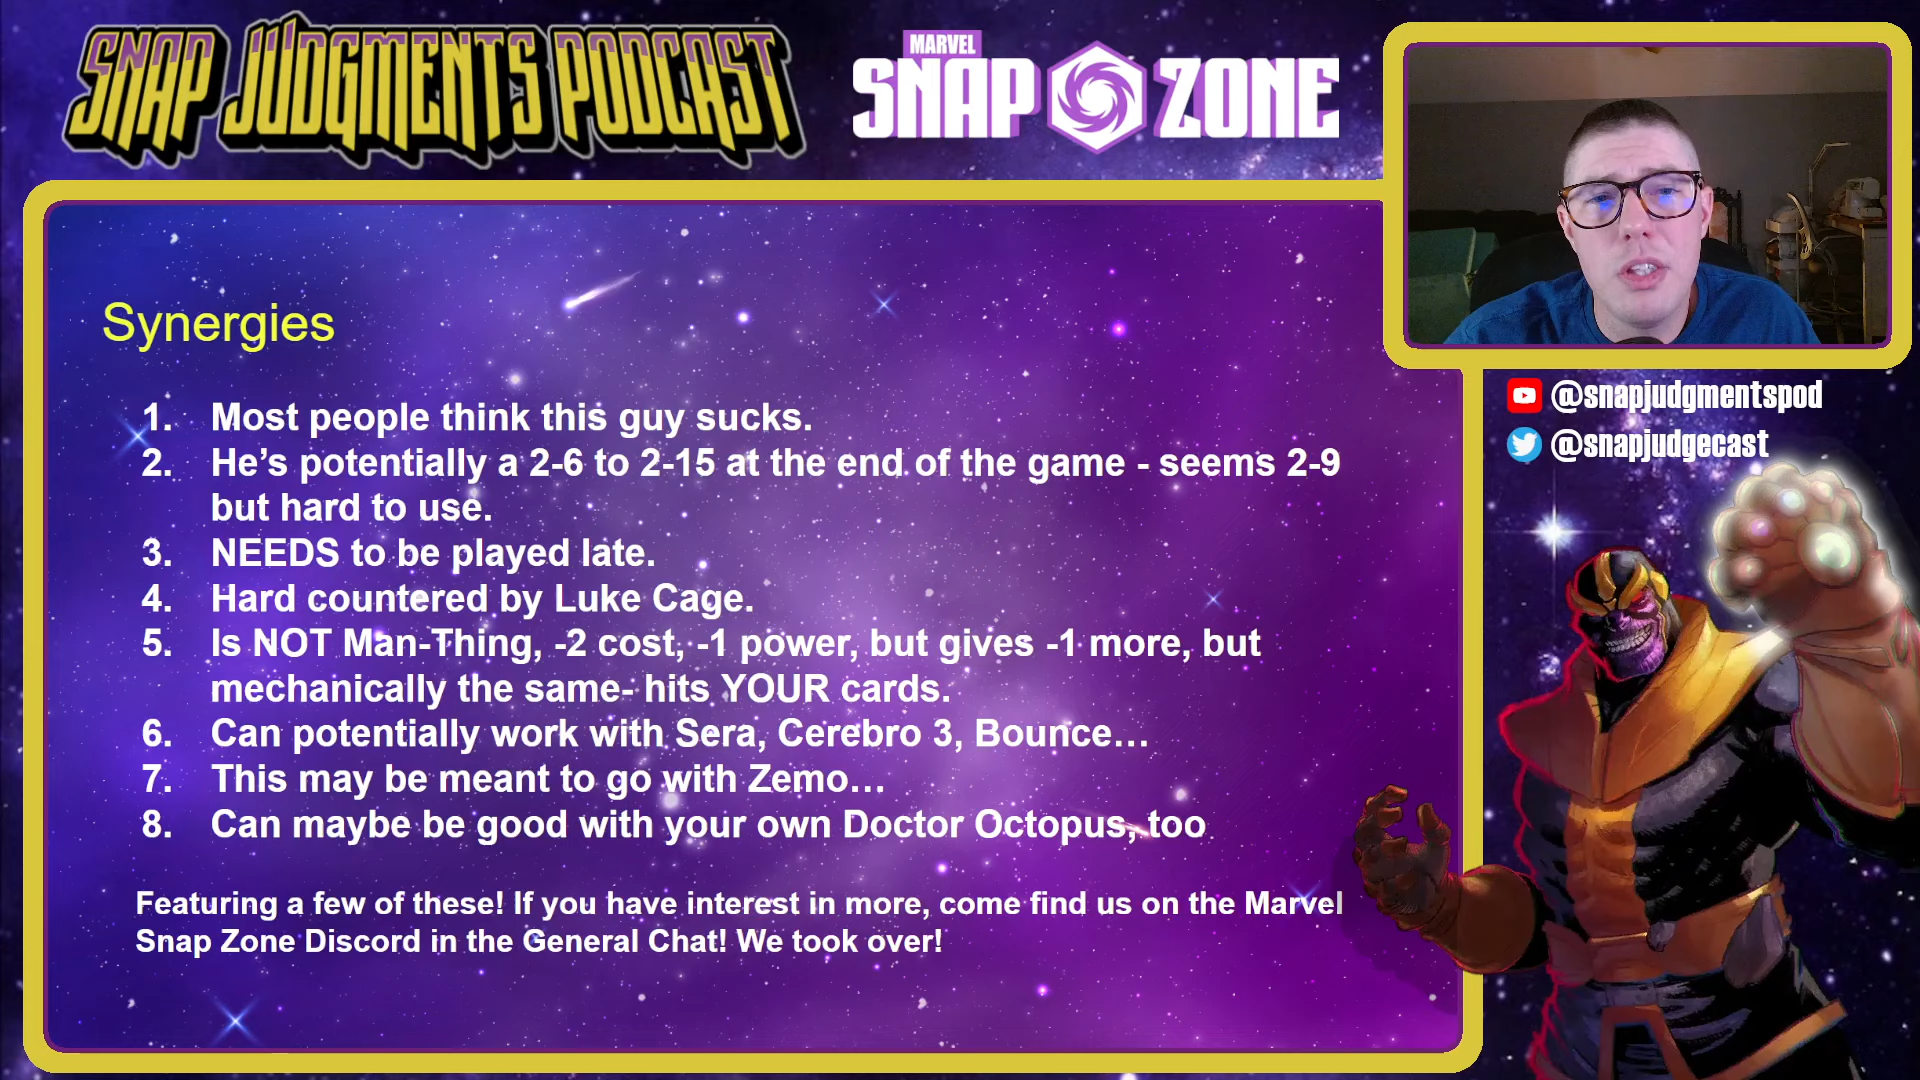 SNAP JUDGMENTS PODCAST
MARVEL
SNAP ZONE
@snapjudgmentspod
@snapjudgecast
Synergies
1. Most people think this guy sucks.
2. He's potentially a 2-6 to 2-15 at the end of the game - seems 2-9
but hard to use.
3. NEEDS to be played late.
4. Hard countered by Luke Cage.
5. Is NOT Man-Thing, -2 cost, -1 power, but gives -1 more, but
mechanically the same- hits YOUR cards.
6. Can potentially work with Sera, Cerebro 3, Bounce…
7. This may be meant to go with Zemo…
8. Can maybe be good with your own Doctor Octopus, too
Featuring a few of these! If you have interest in more, come find us on the Marvel
Snap Zone Discord in the General Chat! We took over!